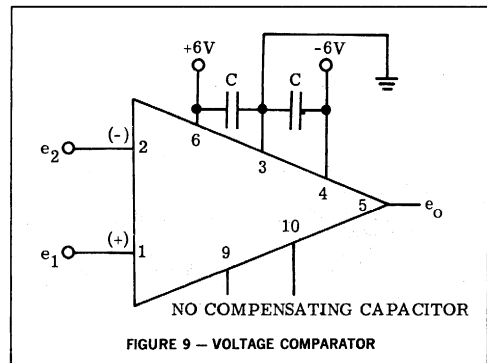 +6V -6V
C C
6 3 4
e2 (-) 2
5 eo
e1 (+) 1
9 10
NO COMPENSATING CAPACITOR
FIGURE 9 — VOLTAGE COMPARATOR